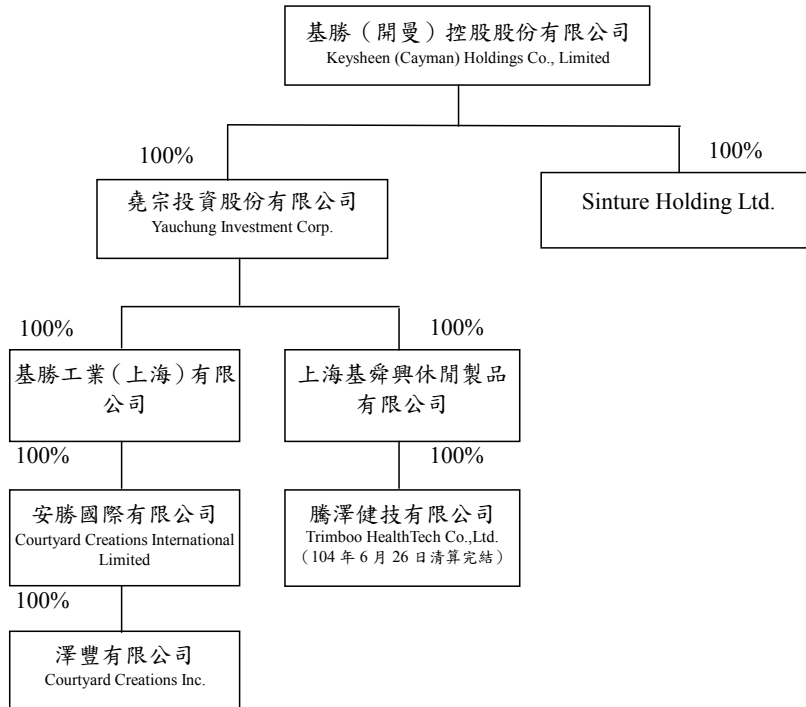 基勝（開曼）控股股份有限公司
Keysheen (Cayman) Holdings Co., Limited
100%
100%
堯宗投資股份有限公司
Yauchung Investment Corp.
Sinture Holding Ltd.
100%
100%
基勝工業（上海）有限
公司
上海基舜興休閒製品
有限公司
100%
100%
安勝國際有限公司
Courtyard Creations International
Limited
騰澤健技有限公司
Trimboo HealthTech Co.,Ltd.
（104 年 6 月 26 日清算完結）
100%
澤豐有限公司
Courtyard Creations Inc.